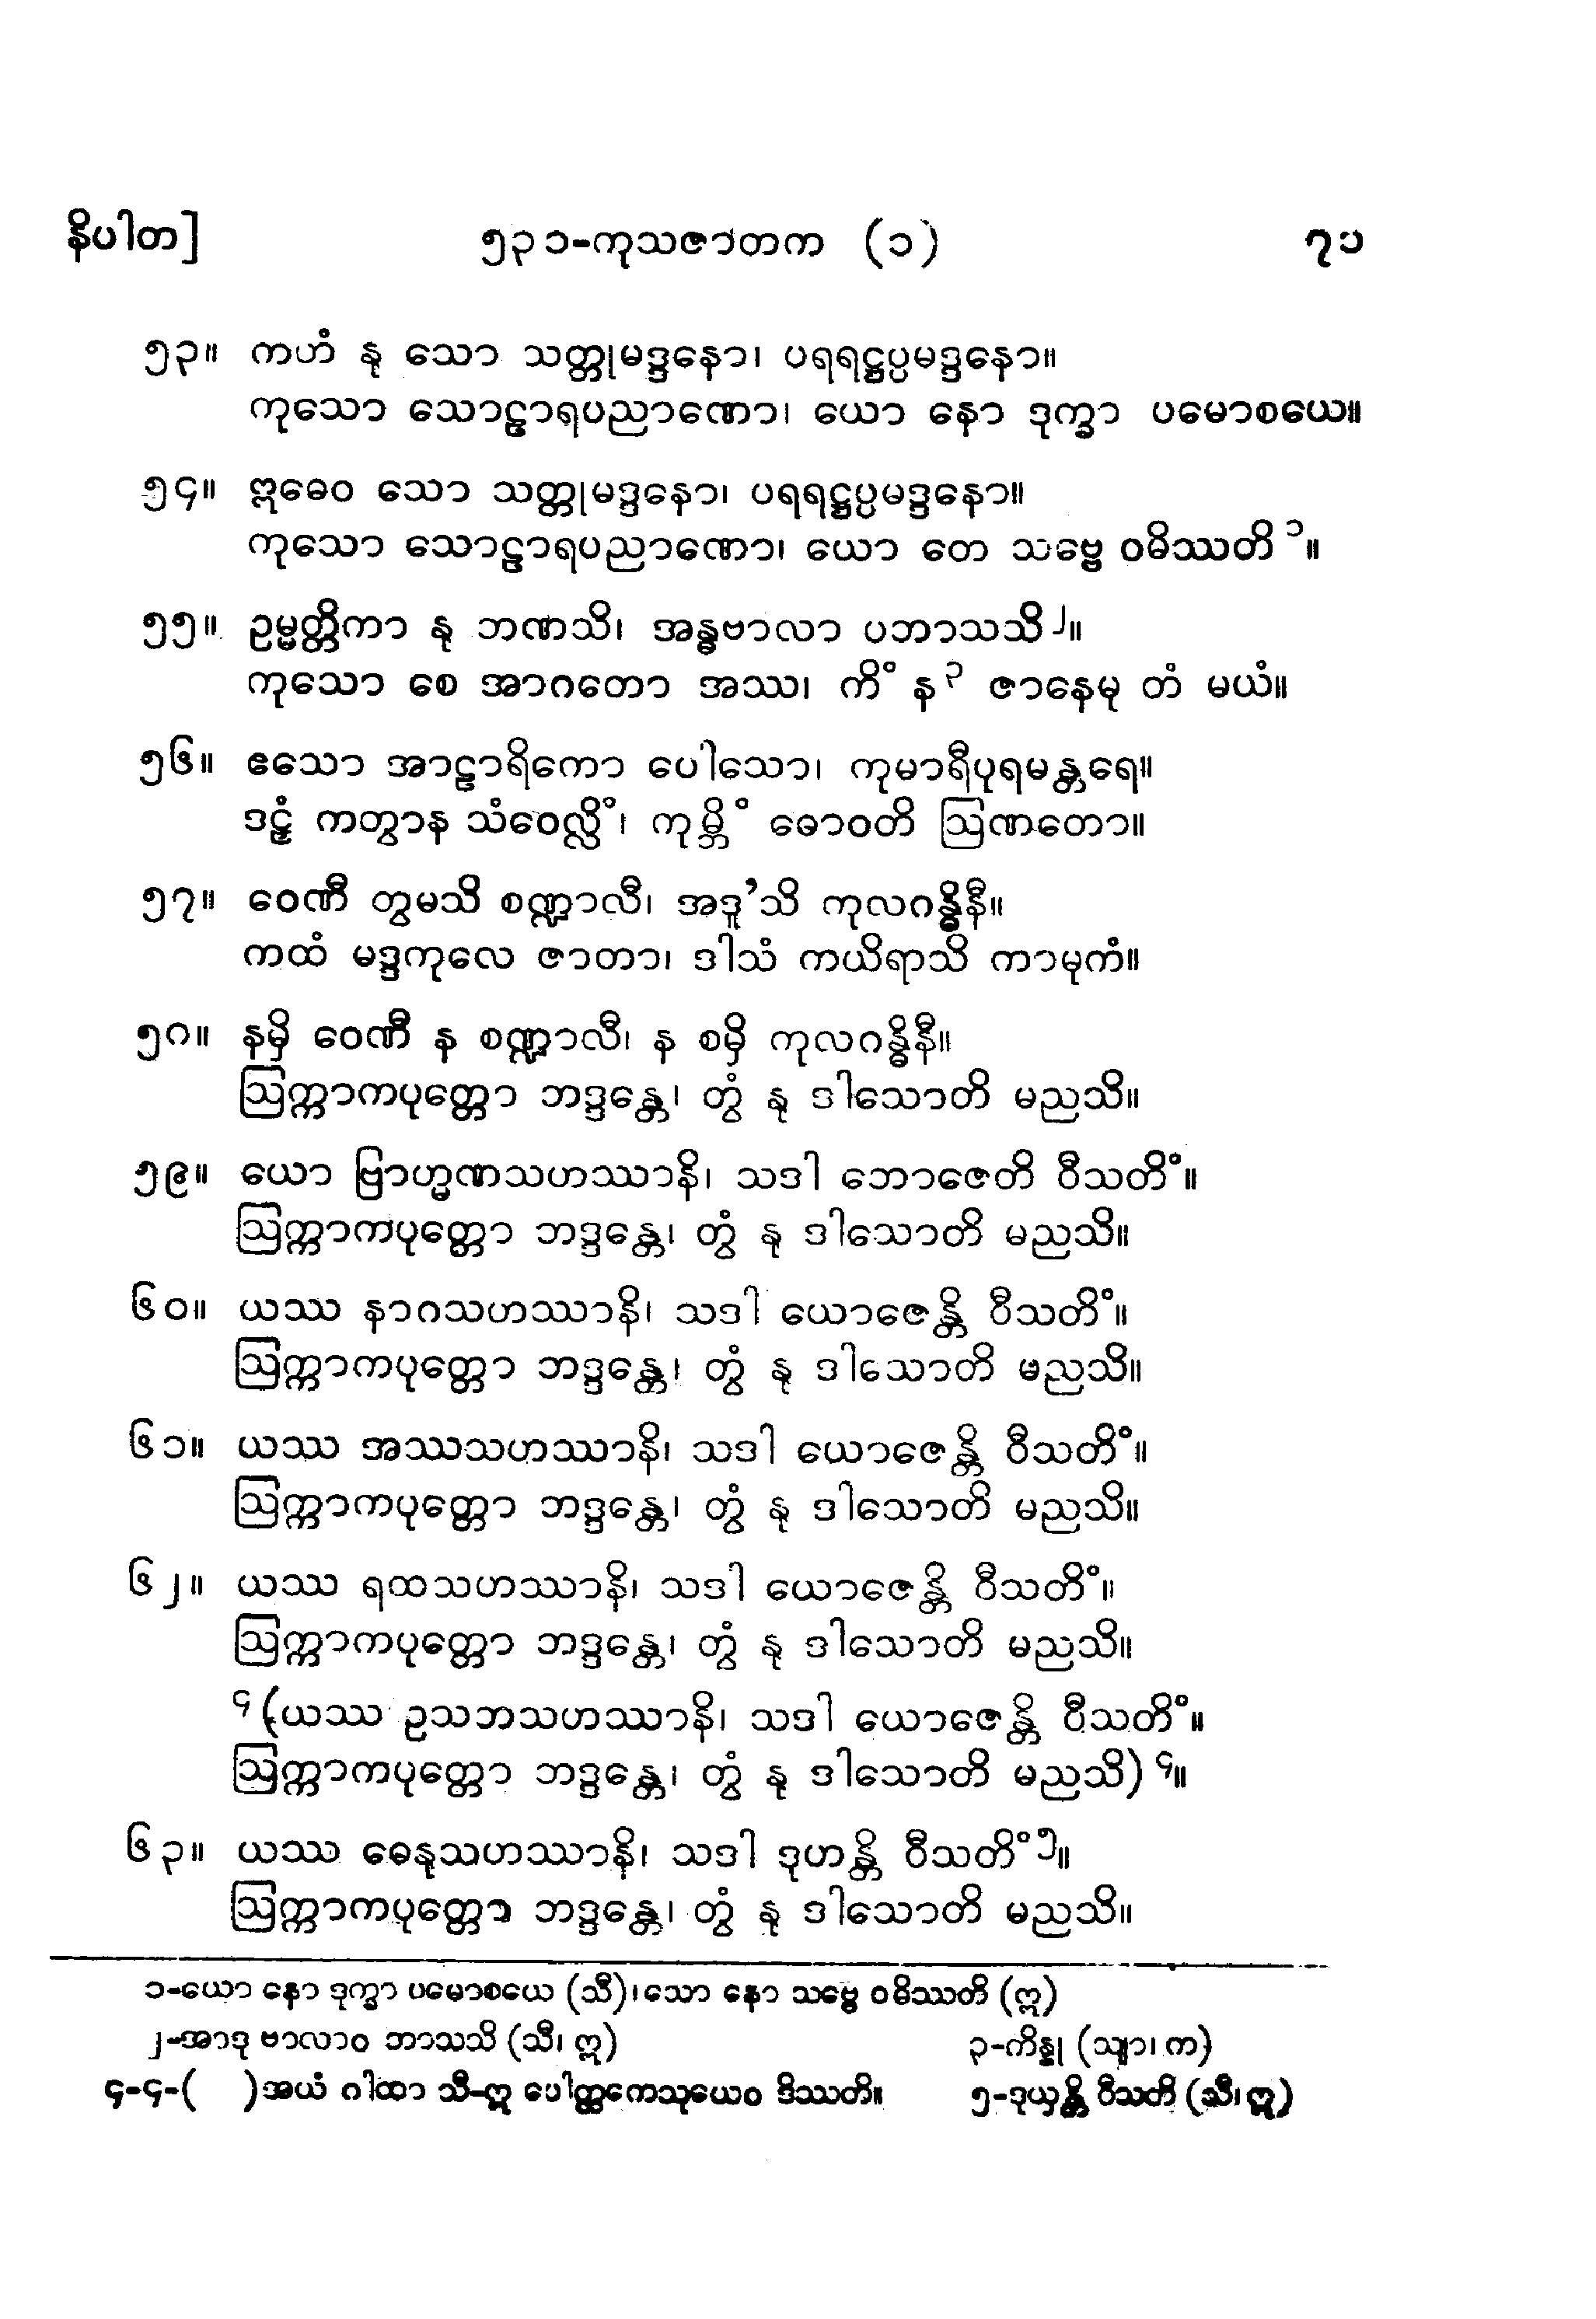 နိပါတ] ၅၃၁-ကုသဇာတက (၁) ၇၁
၅၃။ ကဟံ နု သော သတ္တုမဒ္ဒနော၊ ပရရဋ္ဌပ္ပမဒ္ဒနော။
ကုသော သောဠာရပညာဏော၊ ယော နော ဒုက္ခာ ပမောစယေ။
၅၄။ ဣဓေဝ သော သတ္တုမဒ္ဒနော၊ ပရရဋ္ဌပ္ပမဒ္ဒနော။
ကုသော သောဠာရပညာဏော၊ ယော တေ သဗ္ဗေ ဝဓိဿတိ ၁။
၅၅။ ဥမ္မတ္တိကာ နု ဘဏသိ၊ အန္ဓဗာလာ ပဘာသသိ ၂။
ကုသော စေ အာဂတော အဿ၊ ကိံ န ၃ ဇာနေမု တံ မယံ။
၅၆။ ဧသော အာဠာရိကော ပေါသော၊ ကုမာရီပုရမန္တရေ။
ဒဠှံ ကတွာန သံဝေလ္လိံ၊ ကုမ္ဘိံ ဓောဝတိ ဩဏတော။
၅၇။ ဝေဏီ တွမသိ စဏ္ဍာလီ၊ အဒူ’သိ ကုလဂန္ဓိနီ။
ကထံ မဒ္ဒကုလေ ဇာတာ၊ ဒါသံ ကယိရာသိ ကာမုကံ။
၅၈။ နမှိ ဝေဏီ န စဏ္ဍာလီ၊ န စမှိ ကုလဂန္ဓိနီ။
ဩက္ကာကပုတ္တော ဘဒ္ဒန္တေ၊ တွံ နု ဒါသောတိ မညသိ။
၅၉။ ယော ဗြာဟ္မဏသဟဿာနိ၊ သဒါ ဘောဇေတိ ဝီသတိံ။
ဩက္ကာကပုတ္တော ဘဒ္ဒန္တေ၊ တွံ နု ဒါသောတိ မညသိ။
၆၀။ ယဿ နာဂသဟဿာနိ၊ သဒါ ယောဇေန္တိ ဝီသတိံ။
ဩက္ကာကပုတ္တော ဘဒ္ဒန္တေ၊ တွံ နု ဒါသောတိ မညသိ။
၆၁။ ယဿ အဿသဟဿာနိ၊ သဒါ ယောဇေန္တိ ဝီသတိံ။
ဩက္ကာကပုတ္တော ဘဒ္ဒန္တေ၊ တွံ နု ဒါသောတိ မညသိ။
၆၂။ ယဿ ရထသဟဿာနိ၊ သဒါ ယောဇေန္တိ ဝီသတိံ။
ဩက္ကာကပုတ္တော ဘဒ္ဒန္တေ၊ တွံ နု ဒါသောတိ မညသိ။
၄ (ယဿ ဥသဘသဟဿာနိ၊ သဒါ ယောဇေန္တိ ဝီသတိံ။
ဩက္ကာကပုတ္တော ဘဒ္ဒန္တေ၊ တွံ နု ဒါသောတိ မညသိ) ၄။
၆၃။ ယဿ ဓေနုသဟဿာနိ၊ သဒါ ဒုဟန္တိ ဝီသတိံ ၅။
ဩက္ကာကပုတ္တော ဘဒ္ဒန္တေ၊ တွံ နု ဒါသောတိ မညသိ။
၁-ယော နော ဒုက္ခာ ပမောစယေ (သီ)၊ သော နော သဗ္ဗေ ဝဓိဿတိ (ဣ)
၂-အာဒု ဗာလာဝ ဘာသသိ (သီ၊ ဣ) ၃-ကိန္နု (သျာ၊ က)
၄-၄-( )အယံ ဂါထာ သီ-ဣ ပေါတ္ထကေသုယေဝ ဒိဿတိ။ ၅-ဒုယှန္တိ ဝီသတိ (သီ၊ ဣ)